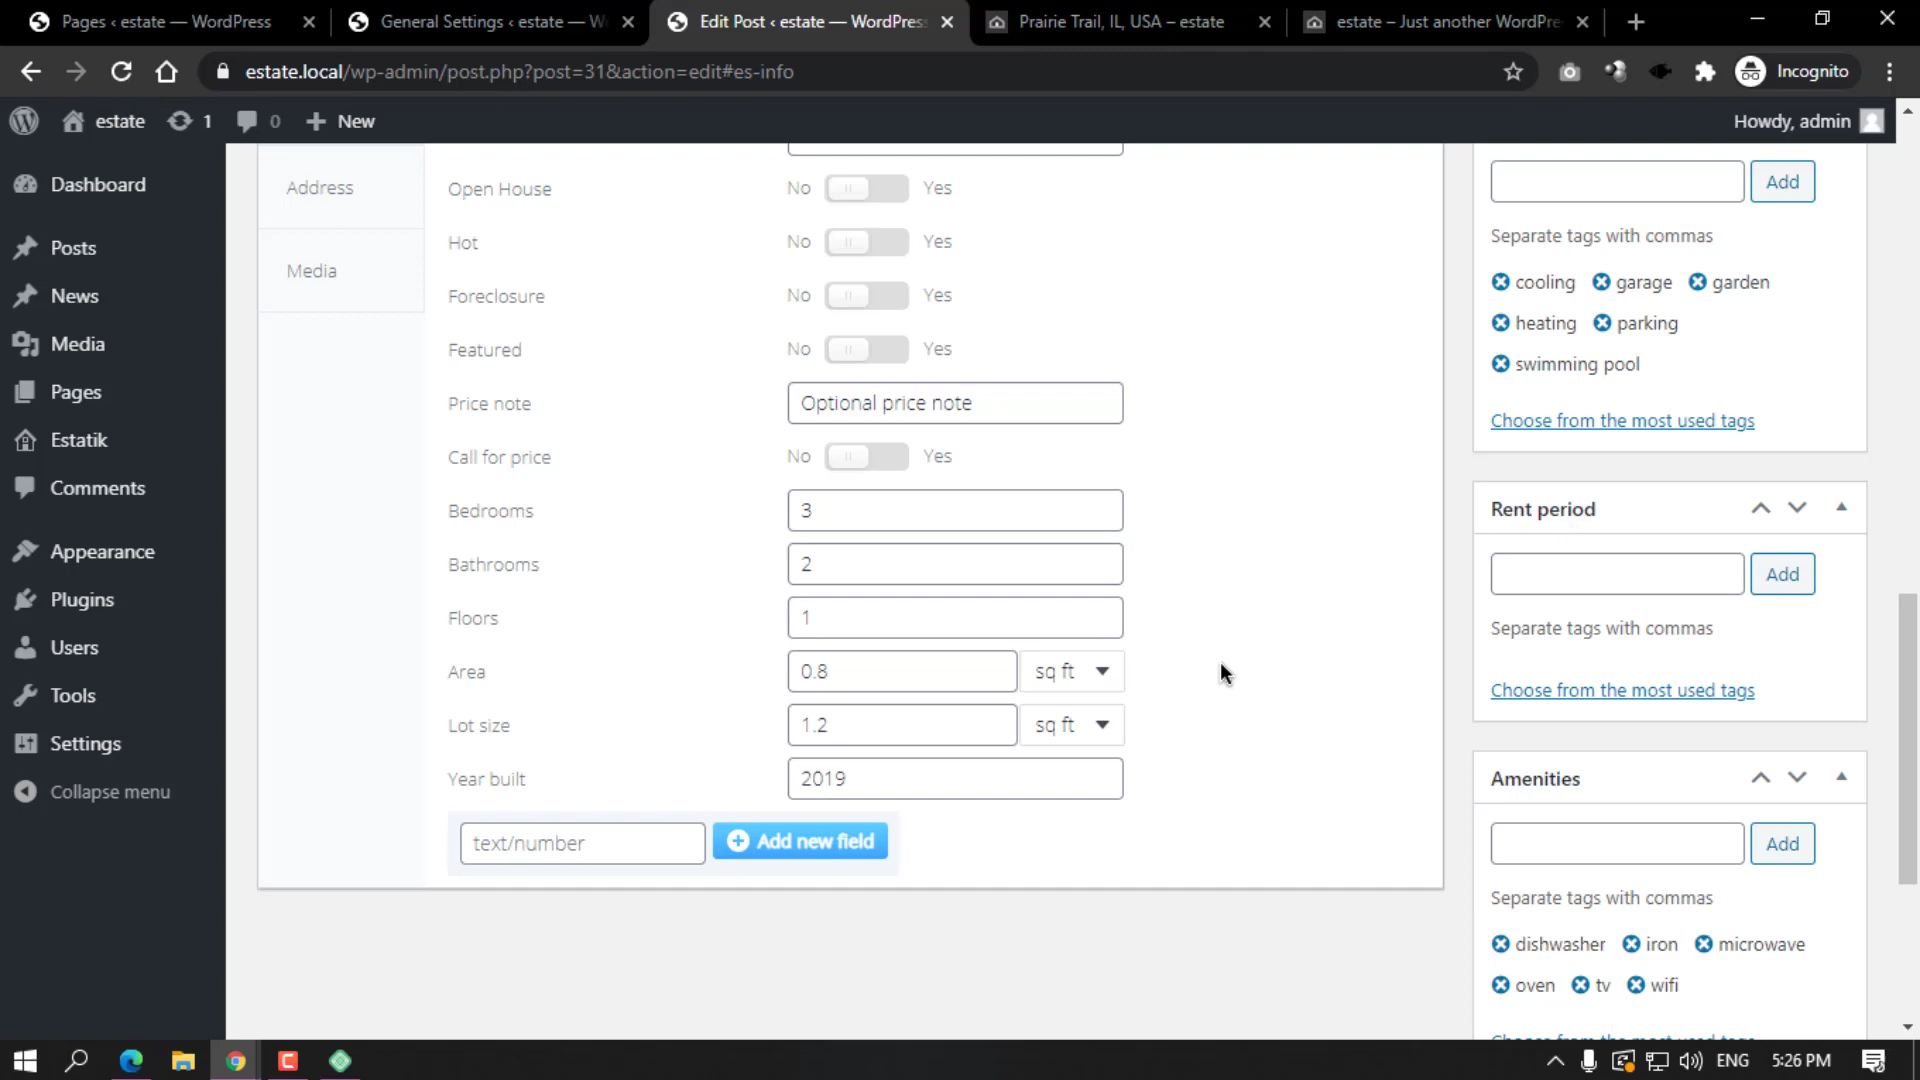 Pages ‹ estate — WordPress
General Settings ‹ estate — W
Edit Post ‹ estate — WordPress
Prairie Trail, IL, USA – estate
estate – Just another WordPre
estate.local/wp-admin/post.php?post=31&action=edit#es-info
Incognito
estate
1
0
New
Howdy, admin
Dashboard
Posts
News
Media
Pages
Estatik
Comments
Appearance
Plugins
Users
Tools
Settings
Collapse menu
Address
Media
Open House No Yes
Hot No Yes
Foreclosure No Yes
Featured No Yes
Price note Optional price note
Call for price No Yes
Bedrooms 3
Bathrooms 2
Floors 1
Area 0.8 sq ft
Lot size 1.2 sq ft
Year built 2019
text/number Add new field
Add
Separate tags with commas
cooling garage garden
heating parking
swimming pool
Choose from the most used tags
Rent period
Add
Separate tags with commas
Choose from the most used tags
Amenities
Add
Separate tags with commas
dishwasher iron microwave
oven tv wifi
Choose from the most used tags
ENG 5:26 PM